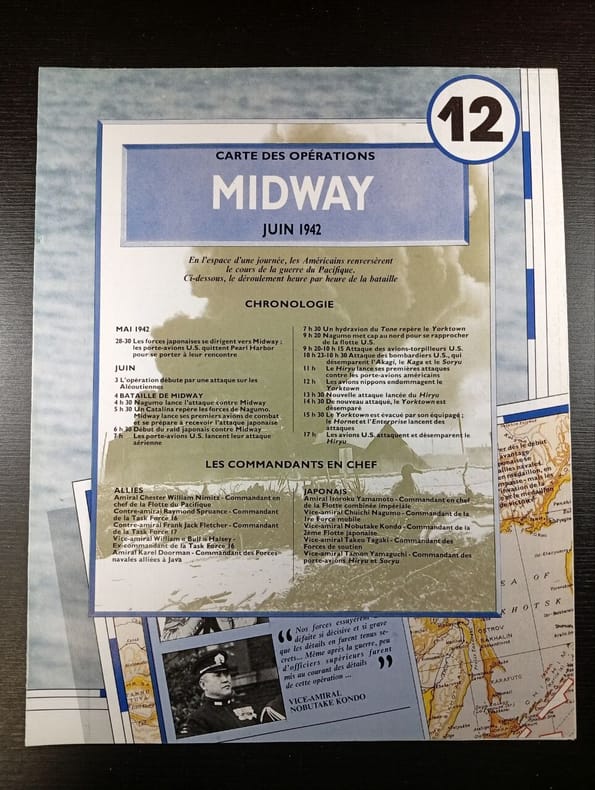 12
CARTE DES OPÉRATIONS
MIDWAY
JUIN 1942
En l'espace d'une journée, les Américains renversèrent
le cours de la guerre du Pacifique.
Ci-dessous, le déroulement heure par heure de la bataille
CHRONOLOGIE
MAI 1942
28-30 Les forces japonaises se dirigent vers Midway ;
les porte-avions U.S. quittent Pearl Harbor
pour se porter à leur rencontre
JUIN
3 L'opération débute par une attaque sur les
Aléoutiennes
4 BATAILLE DE MIDWAY
4 h 30 Nagumo lance l'attaque contre Midway
5 h 30 Un Catalina repère les forces de Nagumo.
Midway lance ses premiers avions de combat
et se prépare à recevoir l'attaque japonaise
6 h 30 Début du raid japonais contre Midway
7 h Les porte-avions U.S. lancent leur attaque
aérienne
7 h 30 Un hydravion du Tone repère le Yorktown
9 h 20 Nagumo met cap au nord pour se rapprocher
de la flotte U.S.
9 h 20-10 h 15 Attaque des avions-torpilleurs U.S.
10 h 23-10 h 30 Attaque des bombardiers U.S., qui
désemparent l'Akagi, le Kaga et le Soryu
11 h Le Hiryu lance ses premières attaques
contre les porte-avions américains
12 h Les avions nippons endommagent le
Yorktown
13 h 30 Nouvelle attaque lancée du Hiryu
14 h 30 De nouveau attaqué, le Yorktown est
désemparé
15 h 30 Le Yorktown est évacué par son équipage ;
le Hornet et l'Enterprise lancent des
attaques
17 h Les avions U.S. attaquent et désemparent le
Hiryu
LES COMMANDANTS EN CHEF
ALLIÉS
Amiral Chester William Nimitz - Commandant en
chef de la Flotte du Pacifique
Contre-amiral Raymond Spruance - Commandant
de la Task Force 16
Contre-amiral Frank Jack Fletcher - Commandant
de la Task Force 17
Vice-amiral William « Bull » Halsey -
Ex-commandant de la Task Force 16
Amiral Karel Doorman - Commandant des Forces
navales alliées à Java
JAPONAIS
Amiral Isoroku Yamamoto - Commandant en chef
de la Flotte combinée impériale
Vice-amiral Chuichi Nagumo - Commandant de la
1re Force mobile
Vice-amiral Nobutake Kondo - Commandant de la
2ème Flotte japonaise
Vice-amiral Takeo Tagaki - Commandant des
Forces de soutien
Vice-amiral Tamon Yamaguchi - Commandant des
porte-avions Hiryu et Soryu
“ Nos forces essuyèrent
défaite si décisive et si grave
que les détails en furent tenus se-
crets... Même après la guerre, peu
d'officiers supérieurs furent
mis au courant des détails
de cette opération ... ”
VICE-AMIRAL
NOBUTAKE KONDO
SEA OF
KHOTSK
OSTROV
SAKHALIN
KARAFUTO